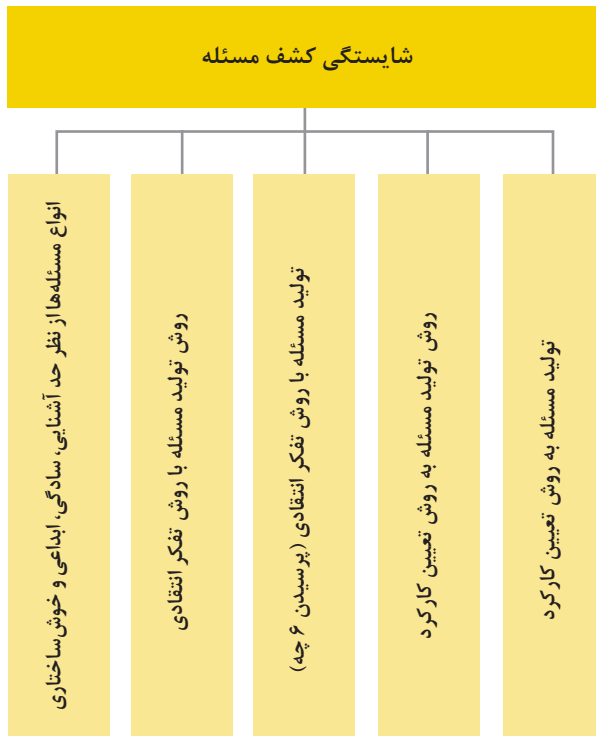 شایستگی کشف مسئله
تولید مسئله به روش تعیین کارکرد
روش تولید مسئله به روش تعیین کارکرد
تولید مسئله با روش تفکر انتقادی (پرسیدن ۶ چه)
روش تولید مسئله با روش تفکر انتقادی
انواع مسئله‌ها از نظر حد آشنایی، سادگی، ابداعی و خوش‌ساختاری